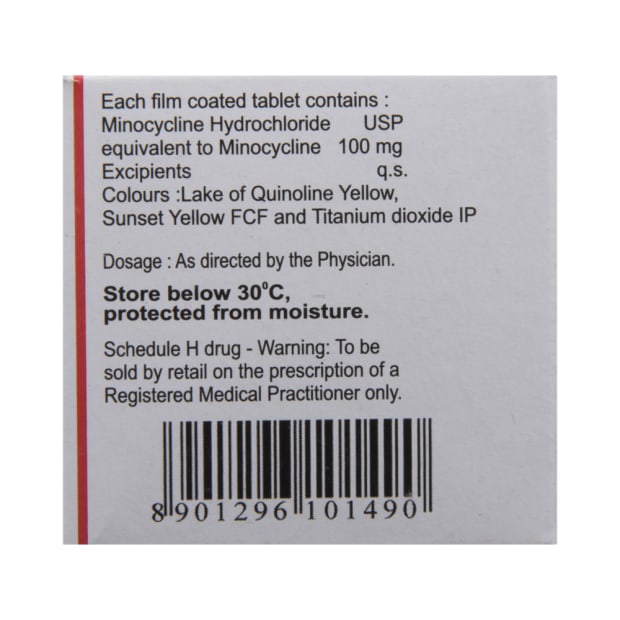 Each film coated tablet contains :
Minocycline Hydrochloride USP
equivalent to Minocycline 100 mg
Excipients q.s.
Colours :Lake of Quinoline Yellow,
Sunset Yellow FCF and Titanium dioxide IP
Dosage : As directed by the Physician.
Store below 30⁰C,
protected from moisture.
Schedule H drug - Warning: To be
sold by retail on the prescription of a
Registered Medical Practitioner only.
8 901296 101490